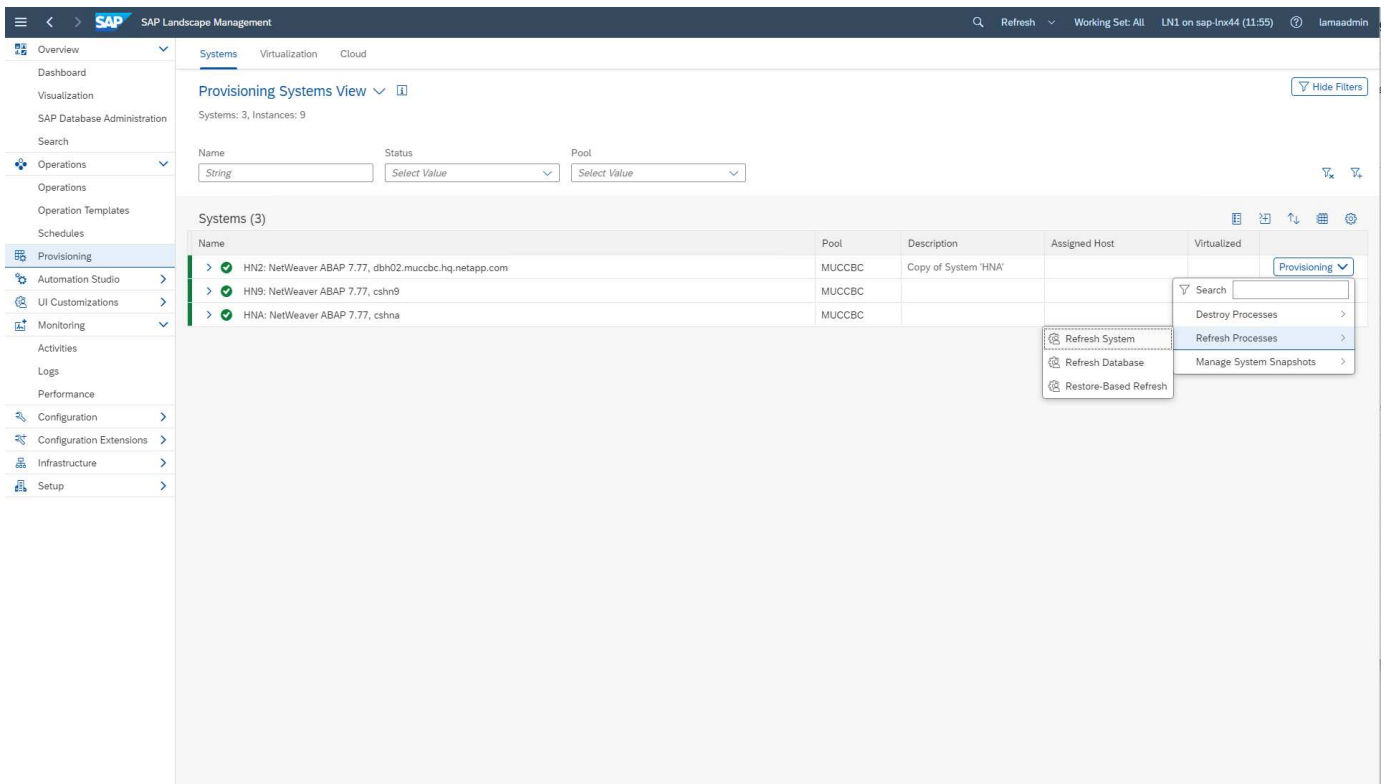 SAP SAP Landscape Management Refresh Working Set: All LN1 on sap-lnx44 (11:55) lamaadmin
Overview
Dashboard
Visualization
SAP Database Administration
Search
Operations
Operations
Operation Templates
Schedules
Provisioning
Automation Studio
UI Customizations
Monitoring
Activities
Logs
Performance
Configuration
Configuration Extensions
Infrastructure
Setup
Systems Virtualization Cloud
Provisioning Systems View
Hide Filters
Systems: 3, Instances: 9
Name Status Pool
String Select Value Select Value
Systems (3)
Name Pool Description Assigned Host Virtualized
HN2: NetWeaver ABAP 7.77, dbh02.muccbc.hq.netapp.com MUCCBC Copy of System 'HNA' Provisioning
HN9: NetWeaver ABAP 7.77, cshn9 MUCCBC
HNA: NetWeaver ABAP 7.77, cshna MUCCBC
Search
Destroy Processes
Refresh Processes
Manage System Snapshots
Refresh System
Refresh Database
Restore-Based Refresh